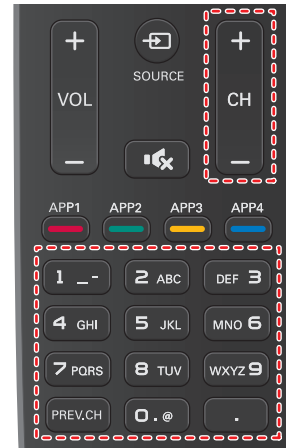 + +
SOURCE
VOL CH
– –
APP1 APP2 APP3 APP4
1 _- 2 ABC DEF 3
4 GHI 5 JKL MNO 6
7 PQRS 8 TUV WXYZ 9
PREV.CH 0.@ .